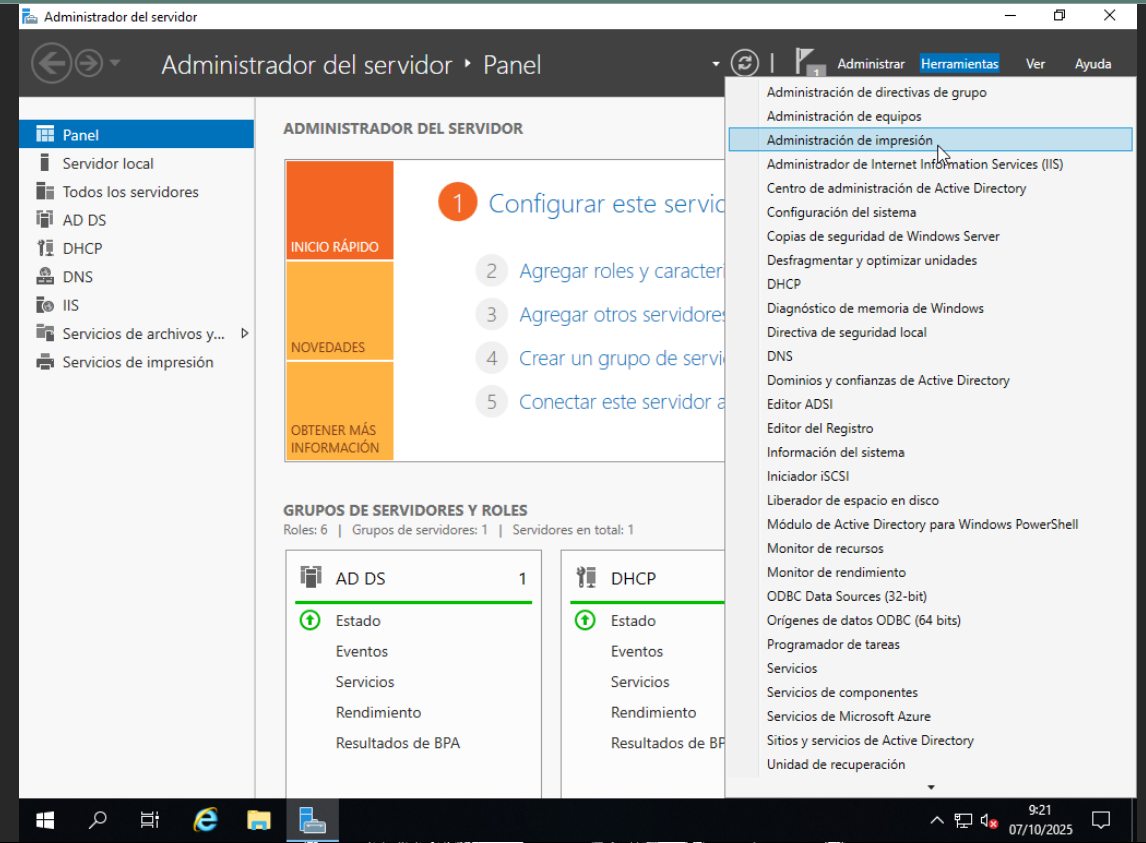 Administrador del servidor
Administrador del servidor ‣ Panel
1
Administrar
Herramientas
Ver
Ayuda
Panel
Servidor local
Todos los servidores
AD DS
DHCP
DNS
IIS
Servicios de archivos y...
Servicios de impresión
ADMINISTRADOR DEL SERVIDOR
INICIO RÁPIDO
NOVEDADES
OBTENER MÁS
INFORMACIÓN
1 Configurar este servic
2 Agregar roles y caracterí
3 Agregar otros servidores
4 Crear un grupo de servi
5 Conectar este servidor a
GRUPOS DE SERVIDORES Y ROLES
Roles: 6 | Grupos de servidores: 1 | Servidores en total: 1
AD DS 1
Estado
Eventos
Servicios
Rendimiento
Resultados de BPA
DHCP
Estado
Eventos
Servicios
Rendimiento
Resultados de BP
Administración de directivas de grupo
Administración de equipos
Administración de impresión
Administrador de Internet Information Services (IIS)
Centro de administración de Active Directory
Configuración del sistema
Copias de seguridad de Windows Server
Desfragmentar y optimizar unidades
DHCP
Diagnóstico de memoria de Windows
Directiva de seguridad local
DNS
Dominios y confianzas de Active Directory
Editor ADSI
Editor del Registro
Información del sistema
Iniciador iSCSI
Liberador de espacio en disco
Módulo de Active Directory para Windows PowerShell
Monitor de recursos
Monitor de rendimiento
ODBC Data Sources (32-bit)
Orígenes de datos ODBC (64 bits)
Programador de tareas
Servicios
Servicios de componentes
Servicios de Microsoft Azure
Sitios y servicios de Active Directory
Unidad de recuperación
9:21
07/10/2025